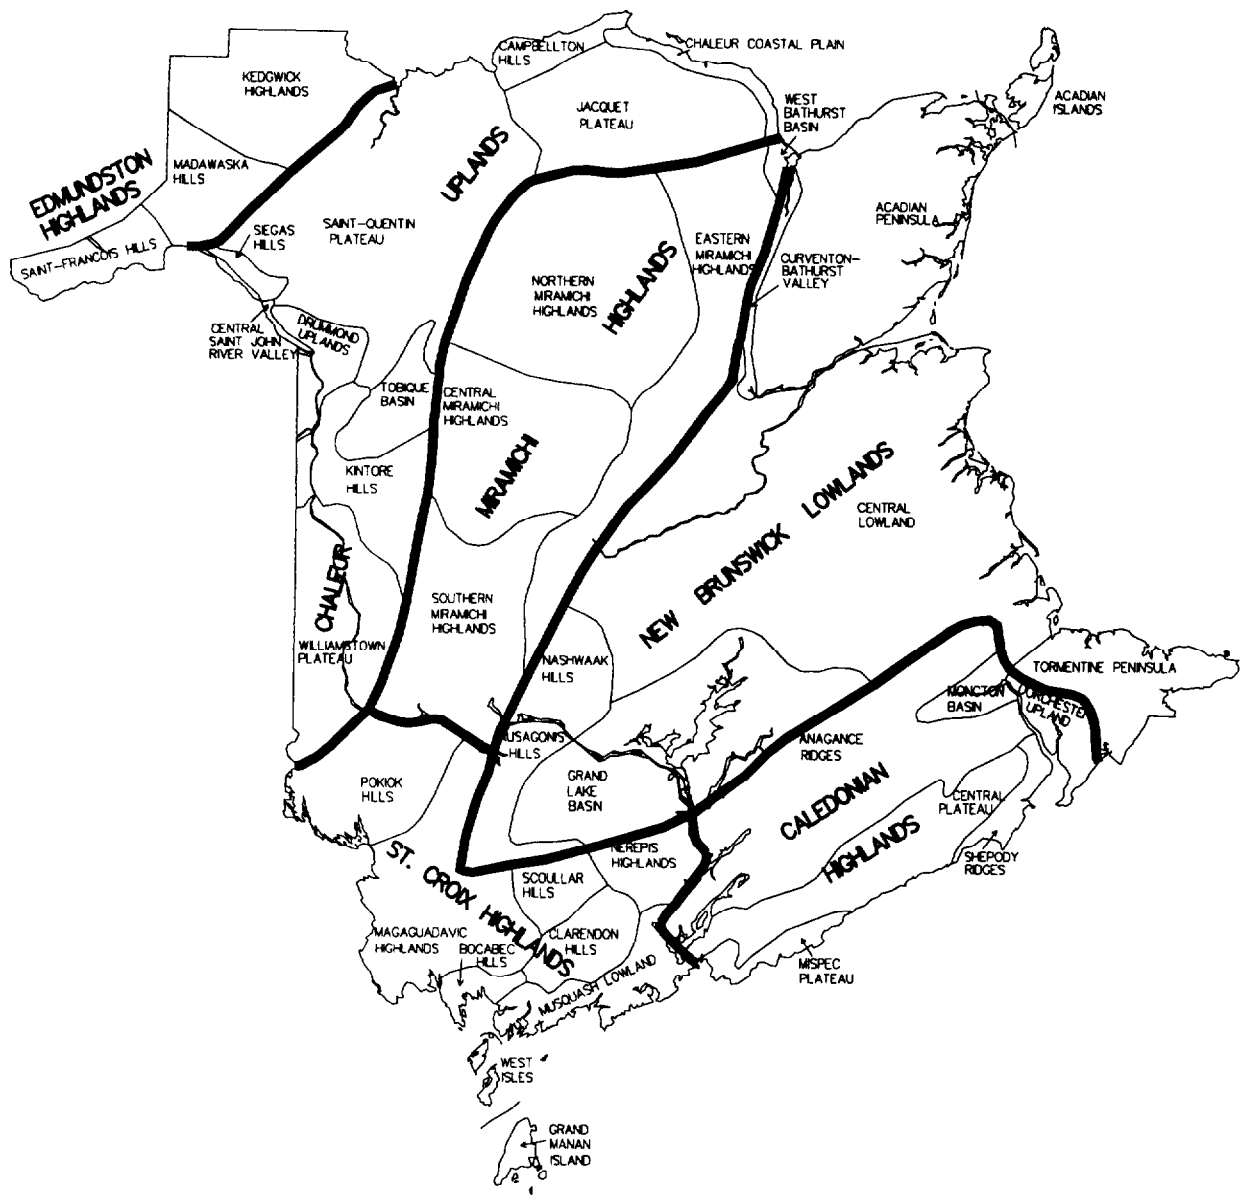 CAMPBELLTON
HILLS
CHALEUR COASTAL PLAIN
KEDGWICK
HIGHLANDS
JACQUET
PLATEAU
WEST
BATHURST
BASIN
ACADIAN
ISLANDS
EDMUNDSTON
HIGHLANDS
MADAWASKA
HILLS
UPLANDS
SAINT-FRANCOIS HILLS
SIEGAS
HILLS
SAINT-QUENTIN
PLATEAU
ACADIAN
PENINSULA
EASTERN
MIRAMICHI
HIGHLANDS
CURVENTON-
BATHURST
VALLEY
NORTHERN
MIRAMICHI
HIGHLANDS
HIGHLANDS
CENTRAL
SAINT JOHN
RIVER VALLEY
DRUMMOND
UPLANDS
TOBIQUE
BASIN
CENTRAL
MIRAMICHI
HIGHLANDS
MIRAMICHI
KINTORE
HILLS
NEW BRUNSWICK LOWLANDS
CENTRAL
LOWLAND
CHALEUR
SOUTHERN
MIRAMICHI
HIGHLANDS
WILLIAMSTOWN
PLATEAU
NASHWAAK
HILLS
TORMENTINE PENINSULA
MONCTON
BASIN
DORCHESTER
UPLAND
RUSAGONIS
HILLS
ANAGANCE
RIDGES
POKIOK
HILLS
GRAND
LAKE
BASIN
CALEDONIAN
HIGHLANDS
CENTRAL
PLATEAU
SHEPODY
RIDGES
NEREPIS
HIGHLANDS
ST. CROIX HIGHLANDS
SCOULLAR
HILLS
MAGAGUADAVIC
HIGHLANDS
BOCABEC
HILLS
CLARENDON
HILLS
MUSQUASH LOWLAND
MISPEC
PLATEAU
WEST
ISLES
GRAND
MANAN
ISLAND